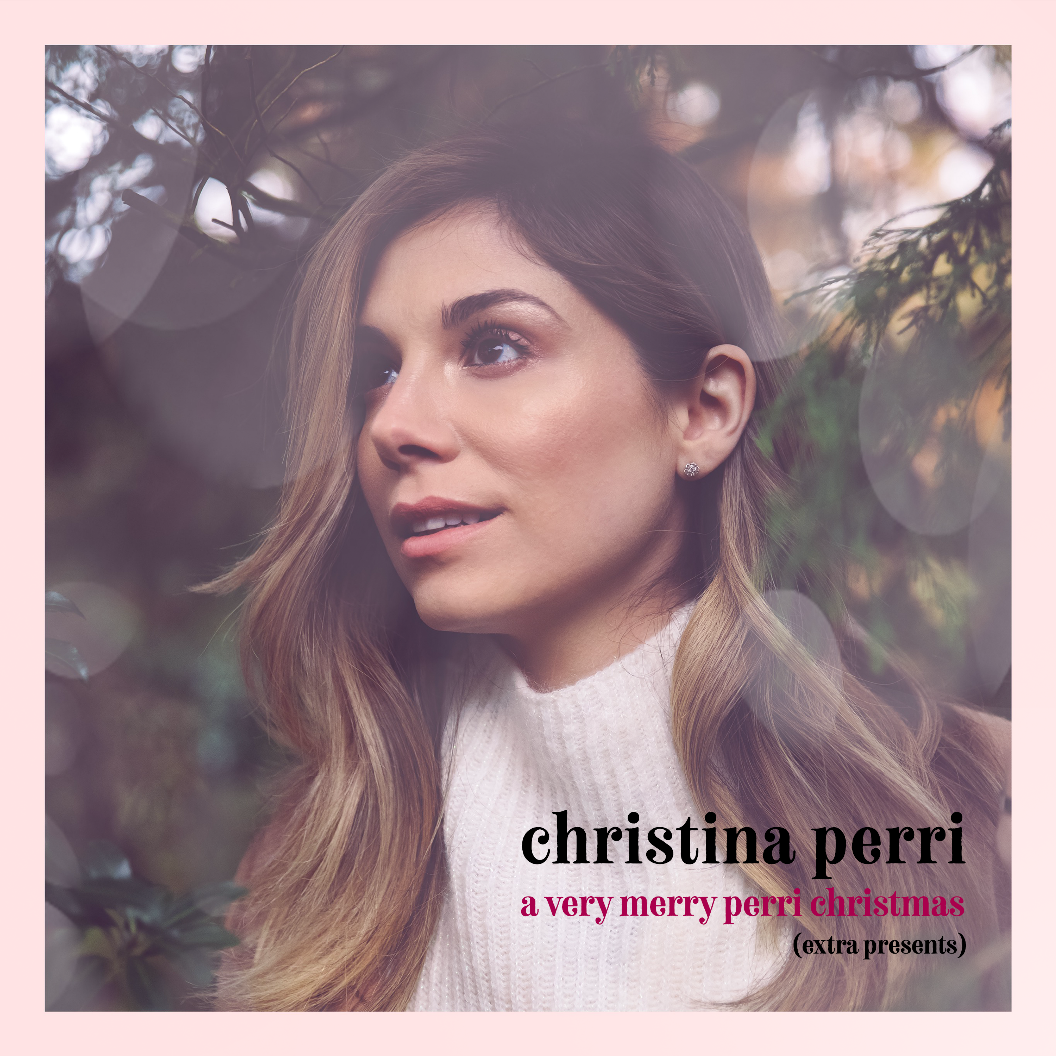 christina perri
a very merry perri christmas
(extra presents)